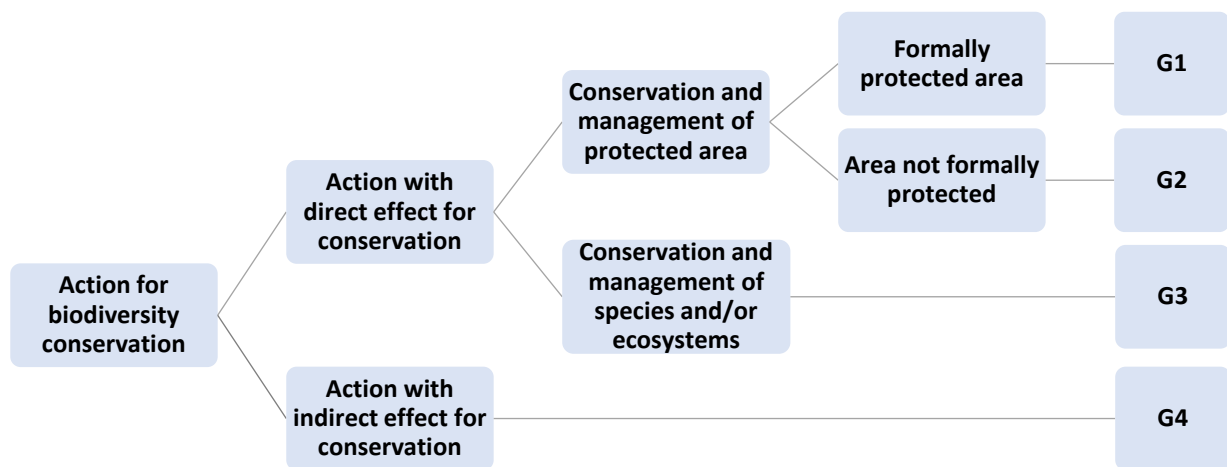 Action for
biodiversity
conservation
Action with
direct effect for
conservation
Conservation and
management of
protected area
Formally
protected area
G1
Area not formally
protected
G2
Conservation and
management of
species and/or
ecosystems
G3
Action with
indirect effect for
conservation
G4